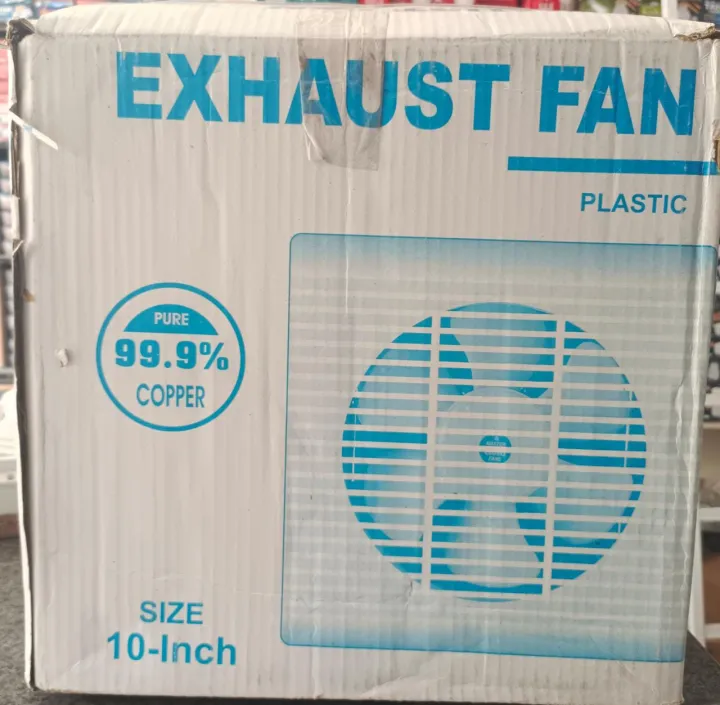 EXHAUST FAN
PLASTIC
PURE
99.9%
COPPER
SIZE
10-Inch